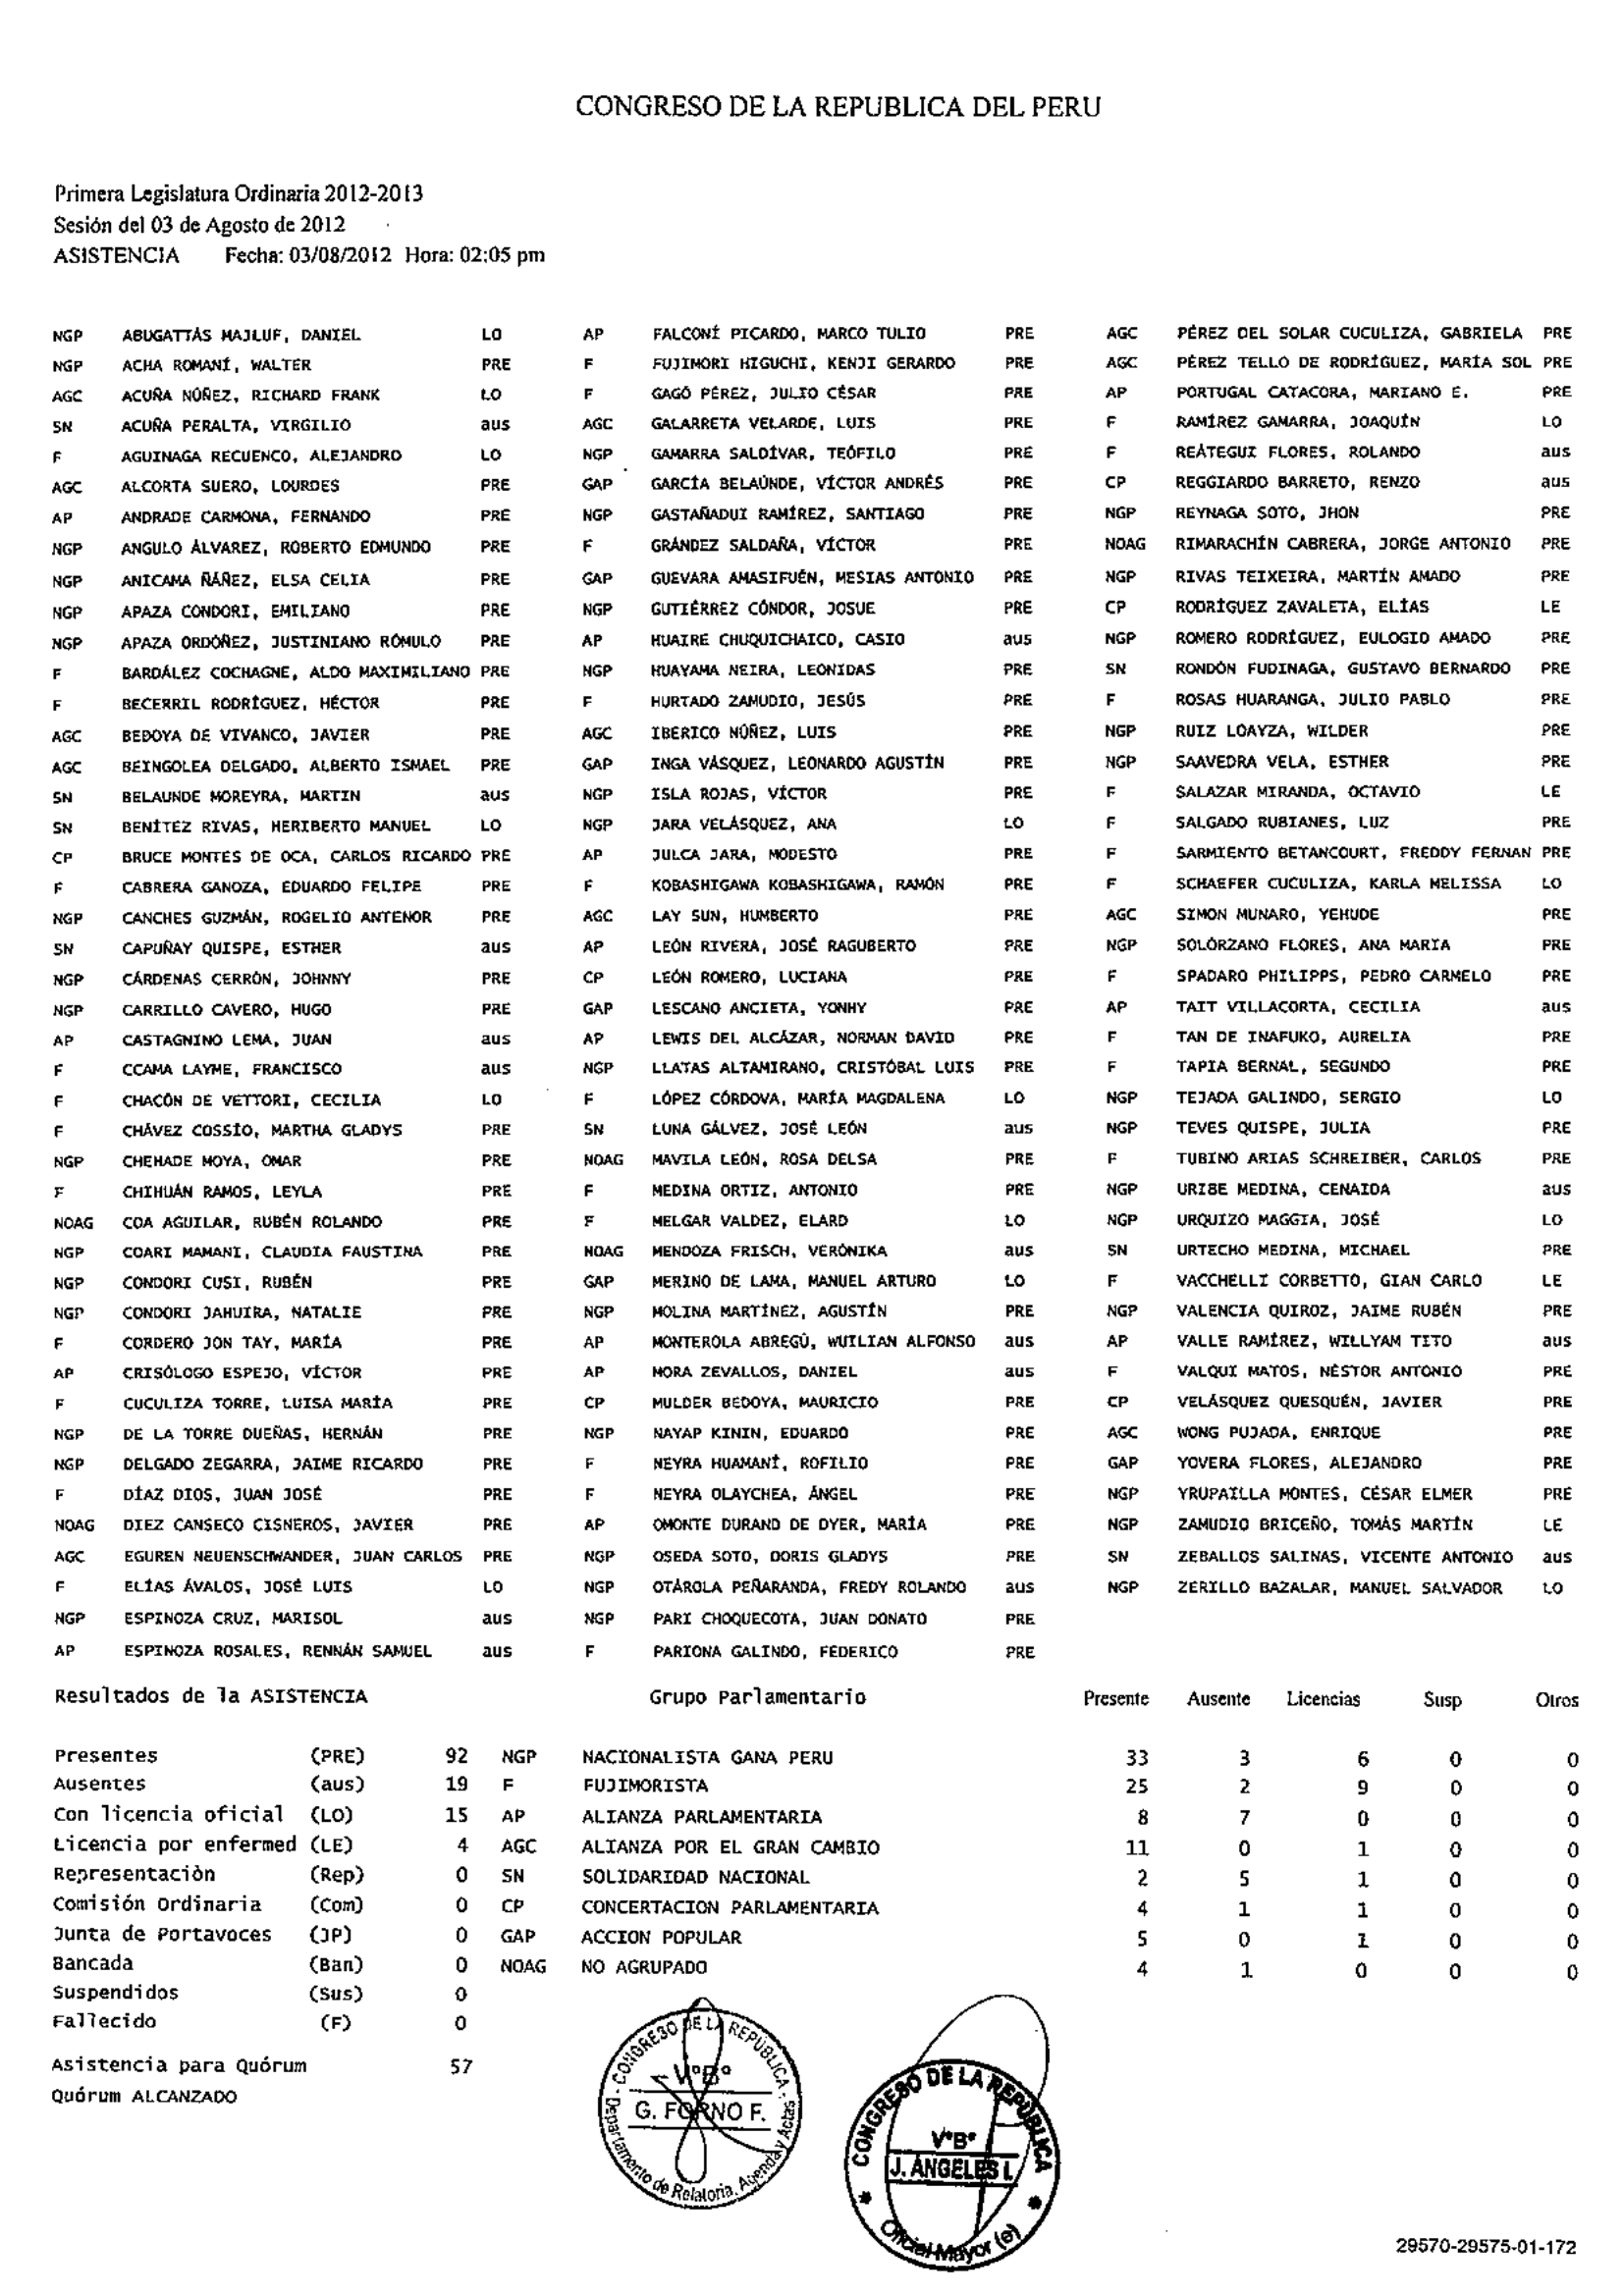 CONGRESO DE LA REPUBLICA DEL PERU
Primera Legislatura Ordinaria 2012-2013
Sesión del 03 de Agosto de 2012
ASISTENCIA Fecha: 03/08/2012 Hora: 02:05 pm
NGP ABUGATTÁS MAJLUF, DANIEL LO
NGP ACHA ROMANÍ, WALTER PRE
AGC ACUÑA NÚÑEZ, RICHARD FRANK LO
SN ACUÑA PERALTA, VIRGILIO aus
F AGUINAGA RECUENCO, ALEJANDRO LO
AGC ALCORTA SUERO, LOURDES PRE
AP ANDRADE CARMONA, FERNANDO PRE
NGP ANGULO ÁLVAREZ, ROBERTO EDMUNDO PRE
NGP ANICAMA ÑÁÑEZ, ELSA CELIA PRE
NGP APAZA CONDORI, EMILIANO PRE
NGP APAZA ORDÓÑEZ, JUSTINIANO RÓMULO PRE
F BARDÁLEZ COCHAGNE, ALDO MAXIMILIANO PRE
F BECERRIL RODRÍGUEZ, HÉCTOR PRE
AGC BEDOYA DE VIVANCO, JAVIER PRE
AGC BEINGOLEA DELGADO, ALBERTO ISMAEL PRE
SN BELAUNDE MOREYRA, MARTIN aus
SN BENÍTEZ RIVAS, HERIBERTO MANUEL LO
CP BRUCE MONTES DE OCA, CARLOS RICARDO PRE
F CABRERA GANOZA, EDUARDO FELIPE PRE
NGP CANCHES GUZMÁN, ROGELIO ANTENOR PRE
SN CAPUÑAY QUISPE, ESTHER aus
NGP CÁRDENAS CERRÓN, JOHNNY PRE
NGP CARRILLO CAVERO, HUGO PRE
AP CASTAGNINO LEMA, JUAN aus
F CCAMA LAYME, FRANCISCO aus
F CHACÓN DE VETTORI, CECILIA LO
F CHÁVEZ COSSÍO, MARTHA GLADYS PRE
NGP CHEHADE MOYA, OMAR PRE
F CHIHUÁN RAMOS, LEYLA PRE
NOAG COA AGUILAR, RUBÉN ROLANDO PRE
NGP COARI MAMANI, CLAUDIA FAUSTINA PRE
NGP CONDORI CUSI, RUBÉN PRE
NGP CONDORI JAHUIRA, NATALIE PRE
F CORDERO JON TAY, MARÍA PRE
AP CRISÓLOGO ESPEJO, VÍCTOR PRE
F CUCULIZA TORRE, LUISA MARÍA PRE
NGP DE LA TORRE DUEÑAS, HERNÁN PRE
NGP DELGADO ZEGARRA, JAIME RICARDO PRE
F DÍAZ DIOS, JUAN JOSÉ PRE
NOAG DIEZ CANSECO CISNEROS, JAVIER PRE
AGC EGUREN NEUENSCHWANDER, JUAN CARLOS PRE
F ELÍAS ÁVALOS, JOSÉ LUIS LO
NGP ESPINOZA CRUZ, MARISOL aus
AP ESPINOZA ROSALES, RENNÁN SAMUEL aus
AP FALCONÍ PICARDO, MARCO TULIO PRE
F FUJIMORI HIGUCHI, KENJI GERARDO PRE
F GAGÓ PÉREZ, JULIO CÉSAR PRE
AGC GALARRETA VELARDE, LUIS PRE
NGP GAMARRA SALDÍVAR, TEÓFILO PRE
GAP GARCÍA BELAÚNDE, VÍCTOR ANDRÉS PRE
NGP GASTAÑADUI RAMÍREZ, SANTIAGO PRE
F GRÁNDEZ SALDAÑA, VÍCTOR PRE
GAP GUEVARA AMASIFUÉN, MESIAS ANTONIO PRE
NGP GUTIÉRREZ CÓNDOR, JOSUE PRE
AP HUAIRE CHUQUICHAICO, CASIO aus
NGP HUAYAMA NEIRA, LEONIDAS PRE
F HURTADO ZAMUDIO, JESÚS PRE
AGC IBERICO NÚÑEZ, LUIS PRE
GAP INGA VÁSQUEZ, LEONARDO AGUSTÍN PRE
NGP ISLA ROJAS, VÍCTOR PRE
NGP JARA VELÁSQUEZ, ANA LO
AP JULCA JARA, MODESTO PRE
F KOBASHIGAWA KOBASHIGAWA, RAMÓN PRE
AGC LAY SUN, HUMBERTO PRE
AP LEÓN RIVERA, JOSÉ RAGUBERTO PRE
CP LEÓN ROMERO, LUCIANA PRE
GAP LESCANO ANCIETA, YONHY PRE
AP LEWIS DEL ALCÁZAR, NORMAN DAVID PRE
NGP LLATAS ALTAMIRANO, CRISTÓBAL LUIS PRE
F LÓPEZ CÓRDOVA, MARÍA MAGDALENA LO
SN LUNA GÁLVEZ, JOSÉ LEÓN aus
NOAG MAVILA LEÓN, ROSA DELSA PRE
F MEDINA ORTIZ, ANTONIO PRE
F MELGAR VALDEZ, ELARD LO
NOAG MENDOZA FRISCH, VERÓNIKA aus
GAP MERINO DE LAMA, MANUEL ARTURO LO
NGP MOLINA MARTÍNEZ, AGUSTÍN PRE
AP MONTEROLA ABREGÚ, WUILIAN ALFONSO aus
AP MORA ZEVALLOS, DANIEL aus
CP MULDER BEDOYA, MAURICIO PRE
NGP NAYAP KININ, EDUARDO PRE
F NEYRA HUAMANÍ, ROFILIO PRE
F NEYRA OLAYCHEA, ÁNGEL PRE
AP OMONTE DURAND DE DYER, MARÍA PRE
NGP OSEDA SOTO, DORIS GLADYS PRE
NGP OTÁROLA PEÑARANDA, FREDY ROLANDO aus
NGP PARI CHOQUECOTA, JUAN DONATO PRE
F PARIONA GALINDO, FEDERICO PRE
AGC PÉREZ DEL SOLAR CUCULIZA, GABRIELA PRE
AGC PÉREZ TELLO DE RODRÍGUEZ, MARÍA SOL PRE
AP PORTUGAL CATACORA, MARIANO E. PRE
F RAMÍREZ GAMARRA, JOAQUÍN LO
F REÁTEGUI FLORES, ROLANDO aus
CP REGGIARDO BARRETO, RENZO aus
NGP REYNAGA SOTO, JHON PRE
NOAG RIMARACHÍN CABRERA, JORGE ANTONIO PRE
NGP RIVAS TEIXEIRA, MARTÍN AMADO PRE
CP RODRÍGUEZ ZAVALETA, ELÍAS LE
NGP ROMERO RODRÍGUEZ, EULOGIO AMADO PRE
SN RONDÓN FUDINAGA, GUSTAVO BERNARDO PRE
F ROSAS HUARANGA, JULIO PABLO PRE
NGP RUIZ LOAYZA, WILDER PRE
NGP SAAVEDRA VELA, ESTHER PRE
F SALAZAR MIRANDA, OCTAVIO LE
F SALGADO RUBIANES, LUZ PRE
F SARMIENTO BETANCOURT, FREDDY FERNAN PRE
F SCHAEFER CUCULIZA, KARLA MELISSA LO
AGC SIMON MUNARO, YEHUDE PRE
NGP SOLÓRZANO FLORES, ANA MARIA PRE
F SPADARO PHILIPPS, PEDRO CARMELO PRE
AP TAIT VILLACORTA, CECILIA aus
F TAN DE INAFUKO, AURELIA PRE
F TAPIA BERNAL, SEGUNDO PRE
NGP TEJADA GALINDO, SERGIO LO
NGP TEVES QUISPE, JULIA PRE
F TUBINO ARIAS SCHREIBER, CARLOS PRE
NGP URIBE MEDINA, CENAIDA aus
NGP URQUIZO MAGGIA, JOSÉ LO
SN URTECHO MEDINA, MICHAEL PRE
F VACCHELLI CORBETTO, GIAN CARLO LE
NGP VALENCIA QUIROZ, JAIME RUBÉN PRE
AP VALLE RAMÍREZ, WILLYAM TITO aus
F VALQUI MATOS, NÉSTOR ANTONIO PRE
CP VELÁSQUEZ QUESQUÉN, JAVIER PRE
AGC WONG PUJADA, ENRIQUE PRE
GAP YOVERA FLORES, ALEJANDRO PRE
NGP YRUPAILLA MONTES, CÉSAR ELMER PRE
NGP ZAMUDIO BRICEÑO, TOMÁS MARTÍN LE
SN ZEBALLOS SALINAS, VICENTE ANTONIO aus
NGP ZERILLO BAZALAR, MANUEL SALVADOR LO
Resultados de la ASISTENCIA
Presentes (PRE) 92
Ausentes (aus) 19
Con licencia oficial (LO) 15
Licencia por enfermed (LE) 4
Representación (Rep) 0
Comisión Ordinaria (Com) 0
Junta de Portavoces (JP) 0
Bancada (Ban) 0
Suspendidos (Sus) 0
Fallecido (F) 0
Asistencia para Quórum 57
Quórum ALCANZADO
Grupo Parlamentario Presente Ausente Licencias Susp Otros
NGP NACIONALISTA GANA PERU 33 3 6 0 0
F FUJIMORISTA 25 2 9 0 0
AP ALIANZA PARLAMENTARIA 8 7 0 0 0
AGC ALIANZA POR EL GRAN CAMBIO 11 0 1 0 0
SN SOLIDARIDAD NACIONAL 2 5 1 0 0
CP CONCERTACION PARLAMENTARIA 4 1 1 0 0
GAP ACCION POPULAR 5 0 1 0 0
NOAG NO AGRUPADO 4 1 0 0 0
CONGRESO DE LA REPÚBLICA
VºBº
G. FORNO F.
Departamento de Relatoria, Agenda y Actas
CONGRESO DE LA REPÚBLICA
VºBº
J. ÁNGELES I.
Oficial Mayor (e)
29570-29575-01-172